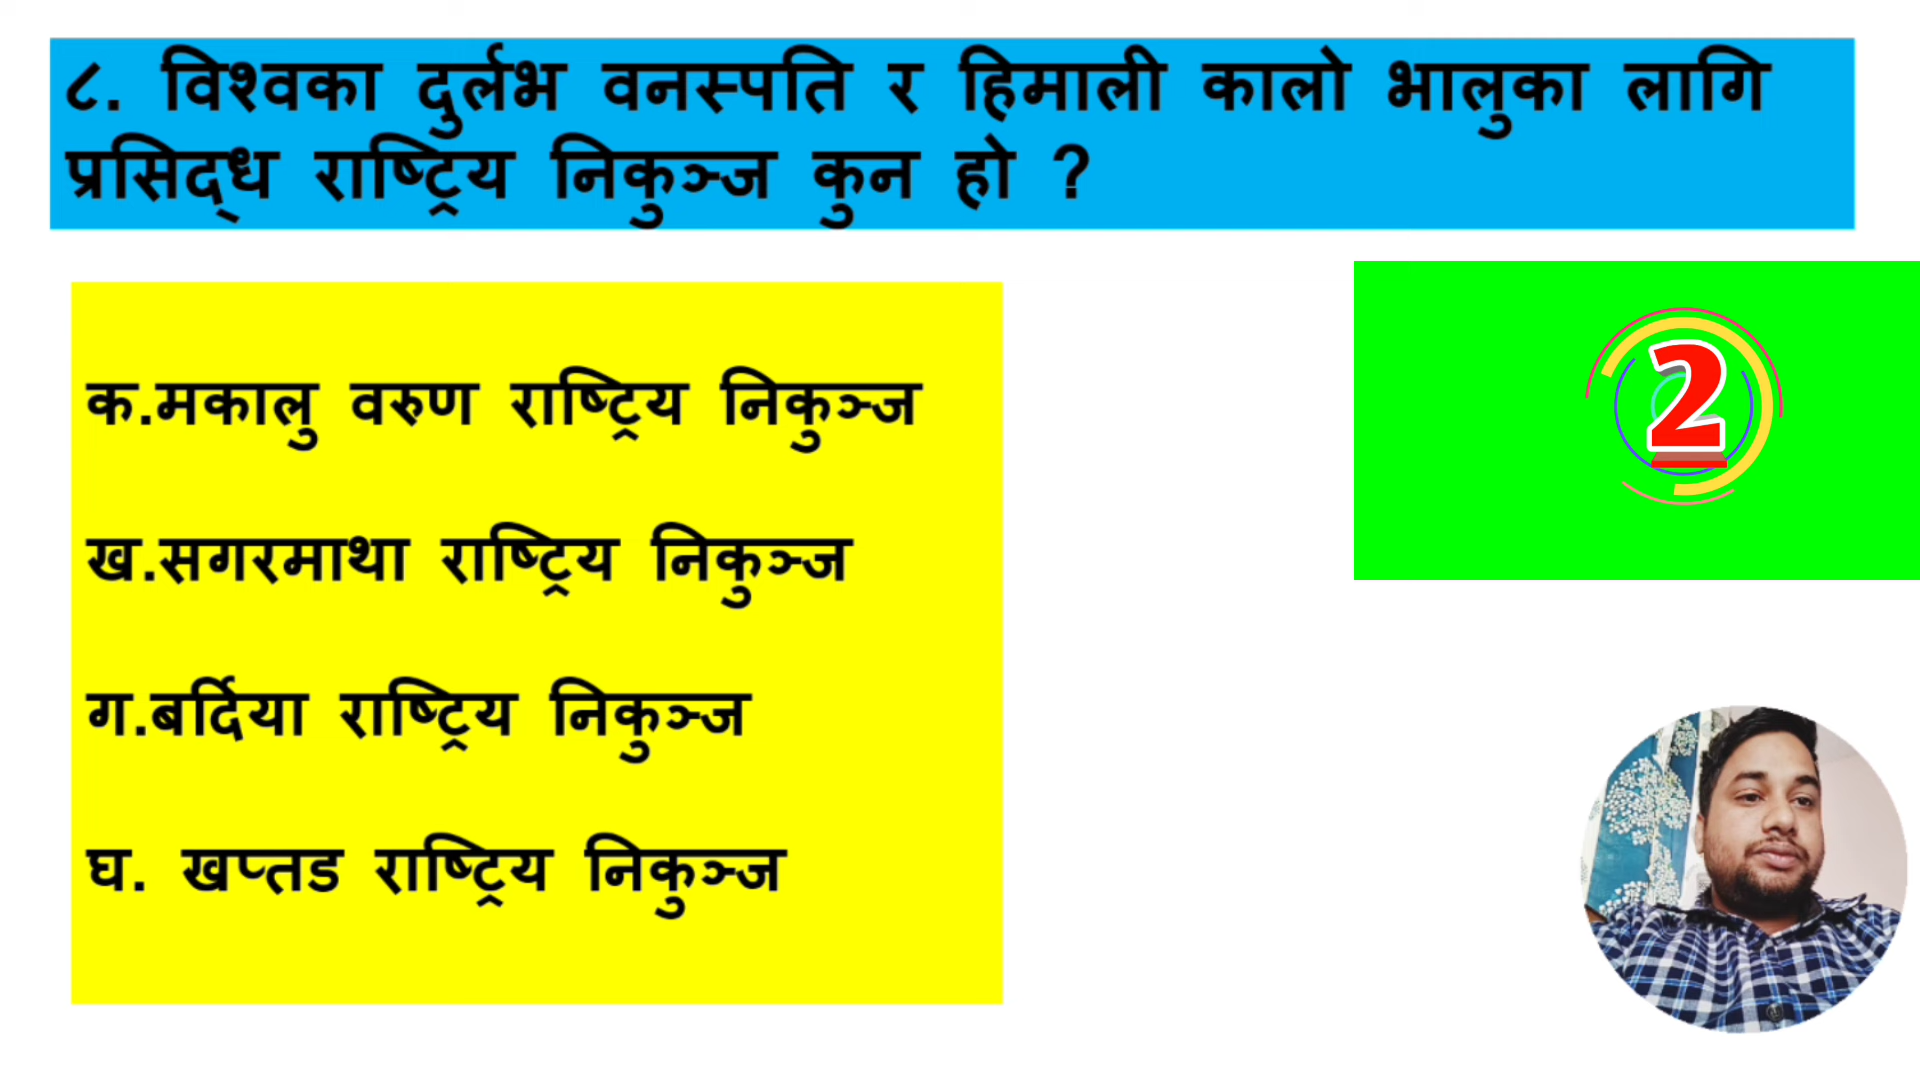 ८. विश्वका दुर्लभ वनस्पति र हिमाली कालो भालुका लागि
प्रसिद्ध राष्ट्रिय निकुञ्ज कुन हो ?
क.मकालु वरुण राष्ट्रिय निकुञ्ज
ख.सगरमाथा राष्ट्रिय निकुञ्ज
ग.बर्दिया राष्ट्रिय निकुञ्ज
घ. खप्तड राष्ट्रिय निकुञ्ज
2